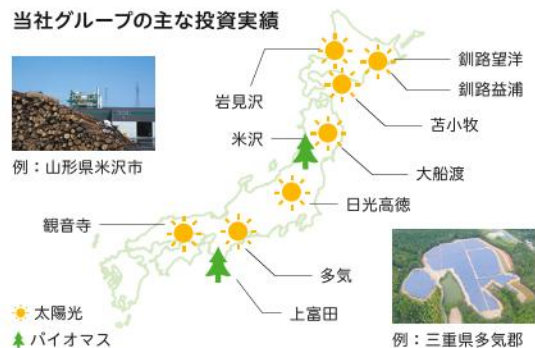 当社グループの主な投資実績
釧路望洋
釧路益浦
岩見沢
苫小牧
米沢
例：山形県米沢市
大船渡
日光高徳
観音寺
多気
上富田
太陽光
バイオマス
例：三重県多気郡